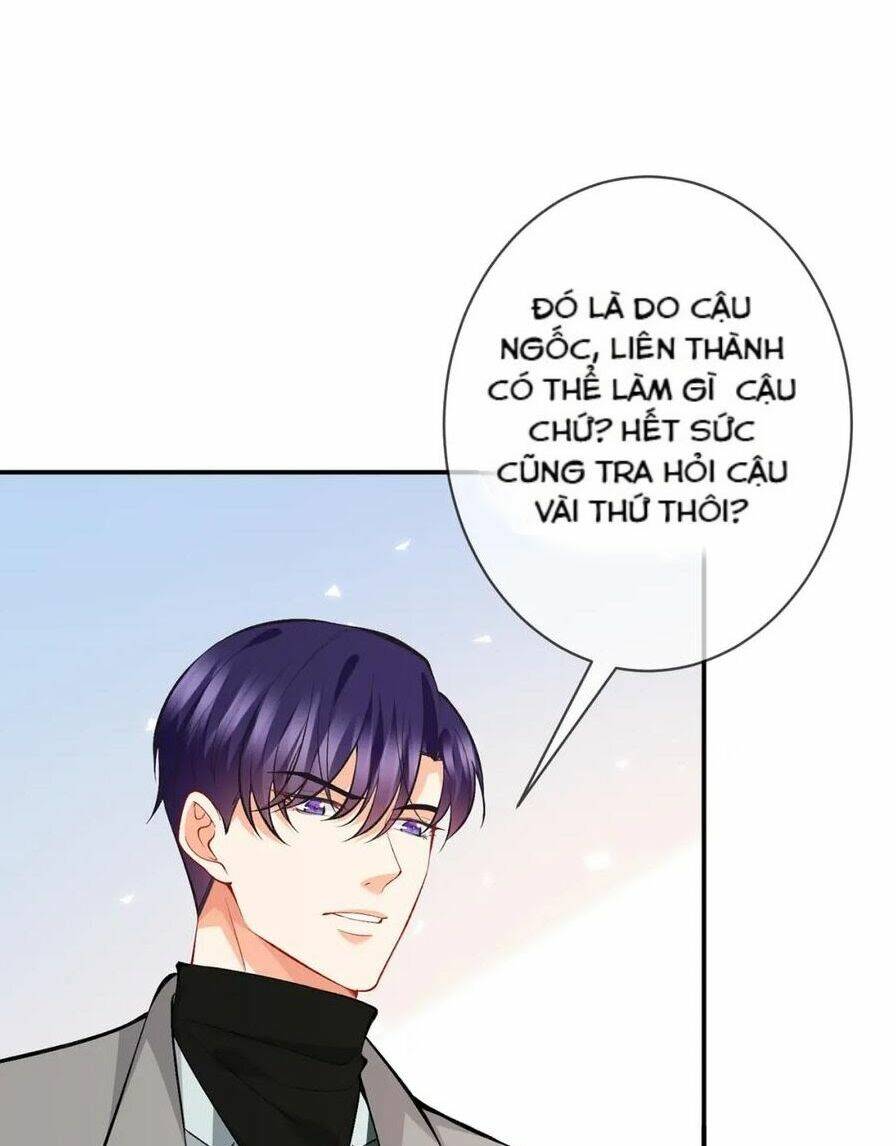 ĐÓ LÀ DO CẬU
NGỐC, LIÊN THÀNH
CÓ THỂ LÀM GÌ CẬU
CHỨ? HẾT SỨC
CŨNG TRA HỎI CẬU
VÀI THỨ THÔI?